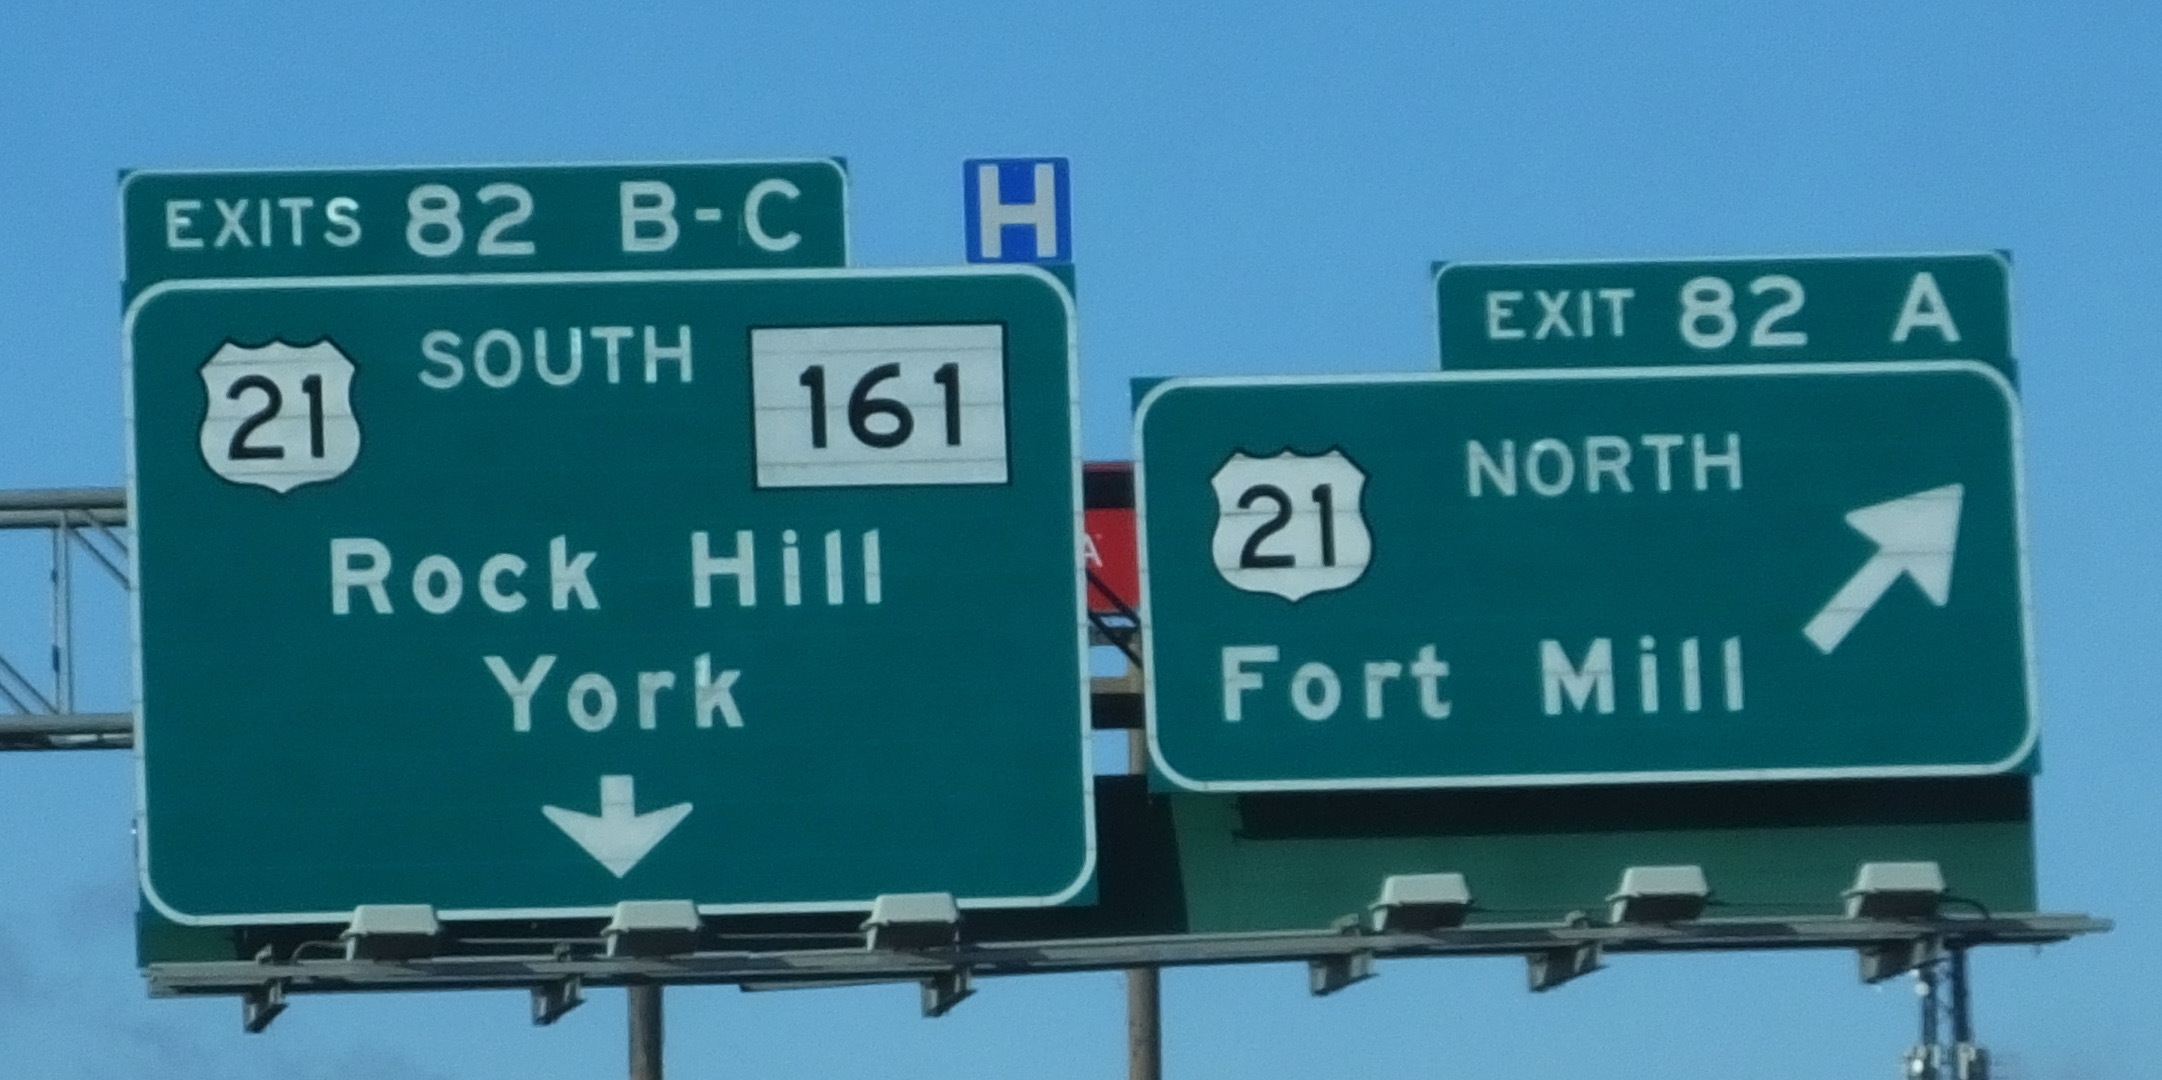 EXITS 82 B-C
H
21 SOUTH 161
Rock Hill
York
EXIT 82 A
21 NORTH
Fort Mill